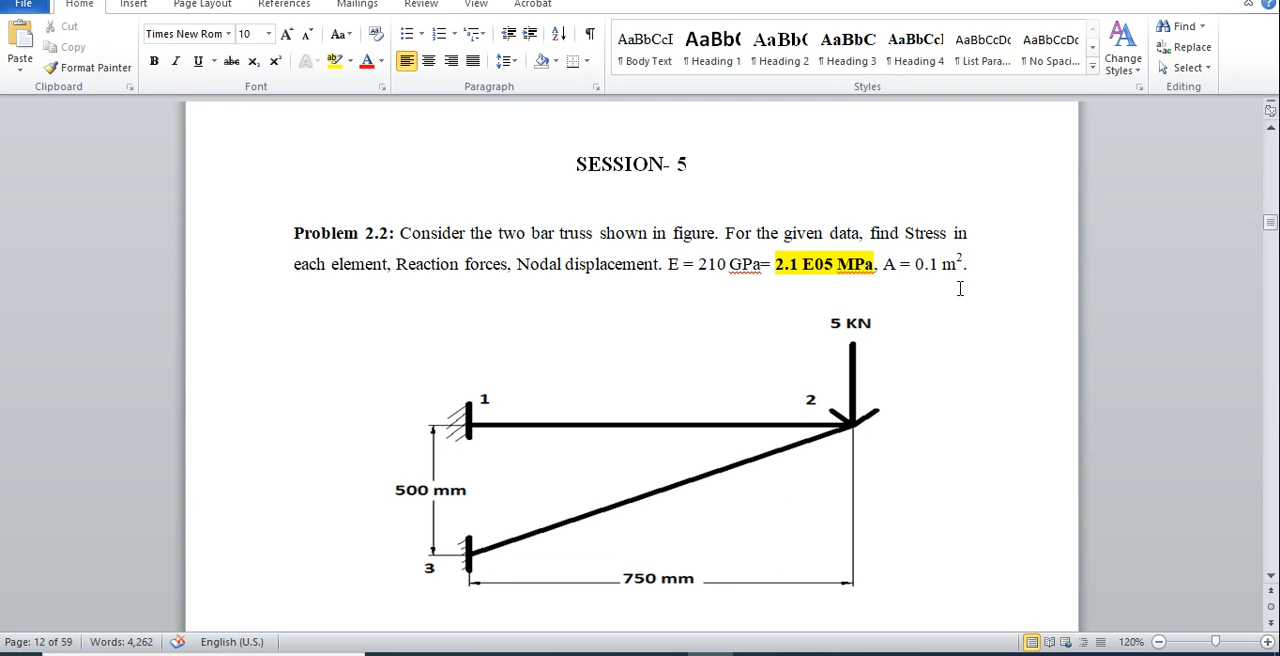 File Home Insert Page Layout References Mailings Review View Acrobat
Paste
Cut
Copy
Format Painter
Clipboard
Times New Rom 10
B I U abc x₂ x²
Font
Paragraph
AaBbCcI AaBb( AaBb( AaBbC AaBbCcI AaBbCcDc AaBbCcDc
¶ Body Text ¶ Heading 1 ¶ Heading 2 ¶ Heading 3 ¶ Heading 4 ¶ List Para... ¶ No Spaci...
Styles
Change
Styles
Find
Replace
Select
Editing
SESSION- 5
Problem 2.2: Consider the two bar truss shown in figure. For the given data, find Stress in
each element, Reaction forces, Nodal displacement. E = 210 GPa= 2.1 E05 MPa, A = 0.1 m².
5 KN
1
2
500 mm
3
750 mm
Page: 12 of 59 Words: 4,262 English (U.S.) 120%